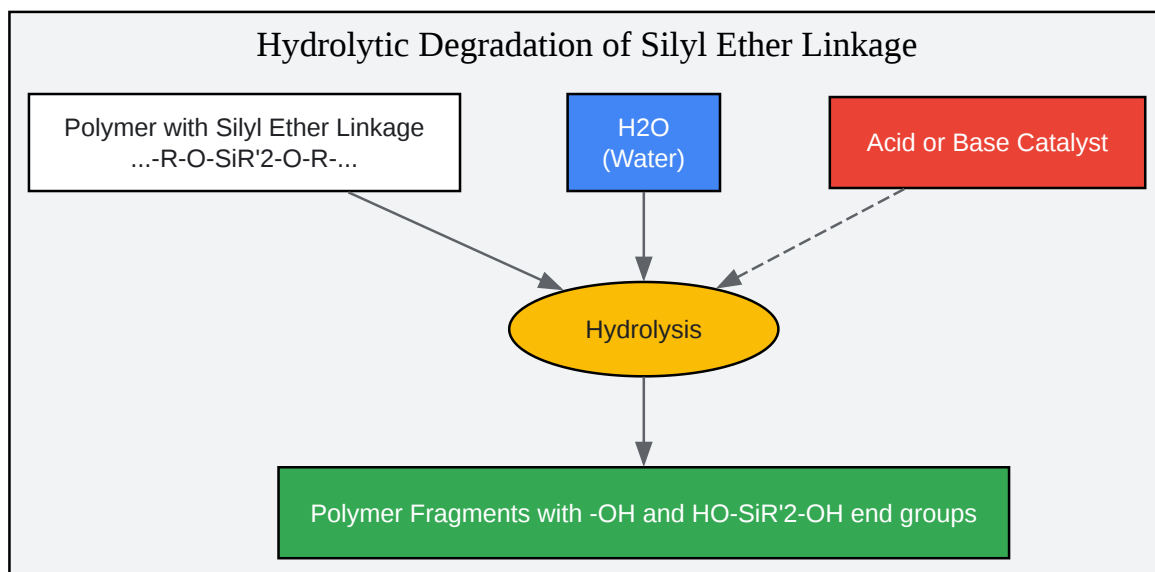 Hydrolytic Degradation of Silyl Ether Linkage
Polymer with Silyl Ether Linkage
...-R-O-SiR'2-O-R-...
H2O
(Water)
Acid or Base Catalyst
Hydrolysis
Polymer Fragments with -OH and HO-SiR'2-OH end groups